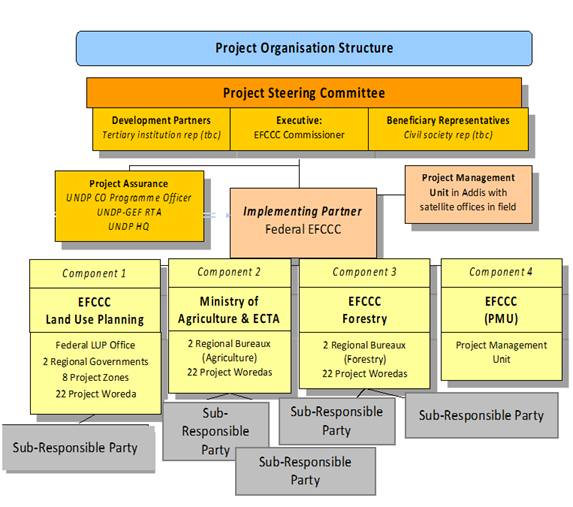 Project Organisation Structure
Project Steering Committee
Development Partners
Tertiary institution rep (tbc)
Executive:
EFCCC Commissioner
Beneficiary Representatives
Civil society rep (tbc)
Project Assurance
UNDP CO Programme Officer
UNDP-GEF RTA
UNDP HQ
Implementing Partner
Federal EFCCC
Project Management
Unit in Addis with
satellite offices in field
Component 1
EFCCC
Land Use Planning
Federal LUP Office
2 Regional Governments
8 Project Zones
22 Project Woreda
Component 2
Ministry of
Agriculture & ECTA
2 Regional Bureaux
(Agriculture)
22 Project Woredas
Component 3
EFCCC
Forestry
2 Regional Bureaux
(Forestry)
22 Project Woredas
Component 4
EFCCC
(PMU)
Project Management
Unit
Sub-Responsible Party
Sub-
Responsible
Party
Sub-Responsible
Party
Sub-Responsible
Party
Sub-Responsible Party